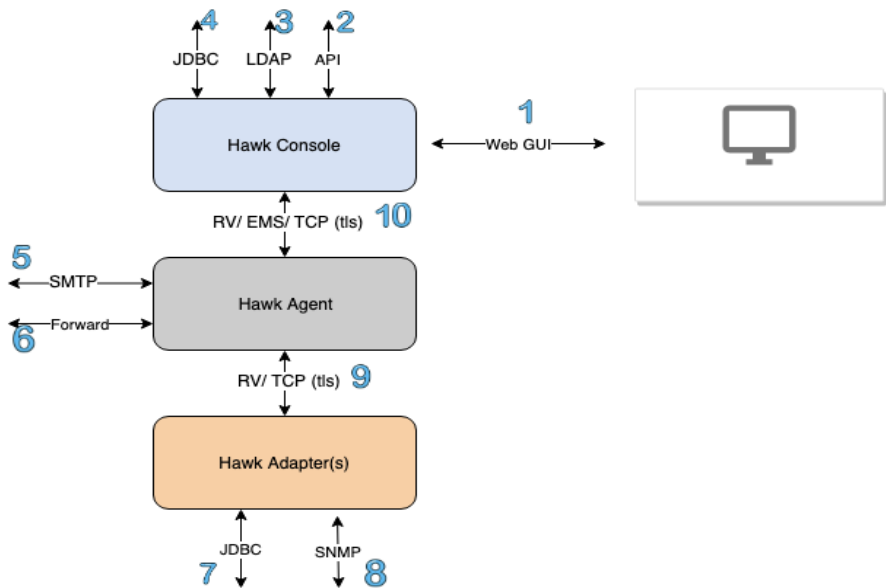 4 3 2
JDBC LDAP API
1
Hawk Console
Web GUI
RV/ EMS/ TCP (tls) 10
5
SMTP
Hawk Agent
Forward
6
RV/ TCP (tls) 9
Hawk Adapter(s)
JDBC SNMP
7 8